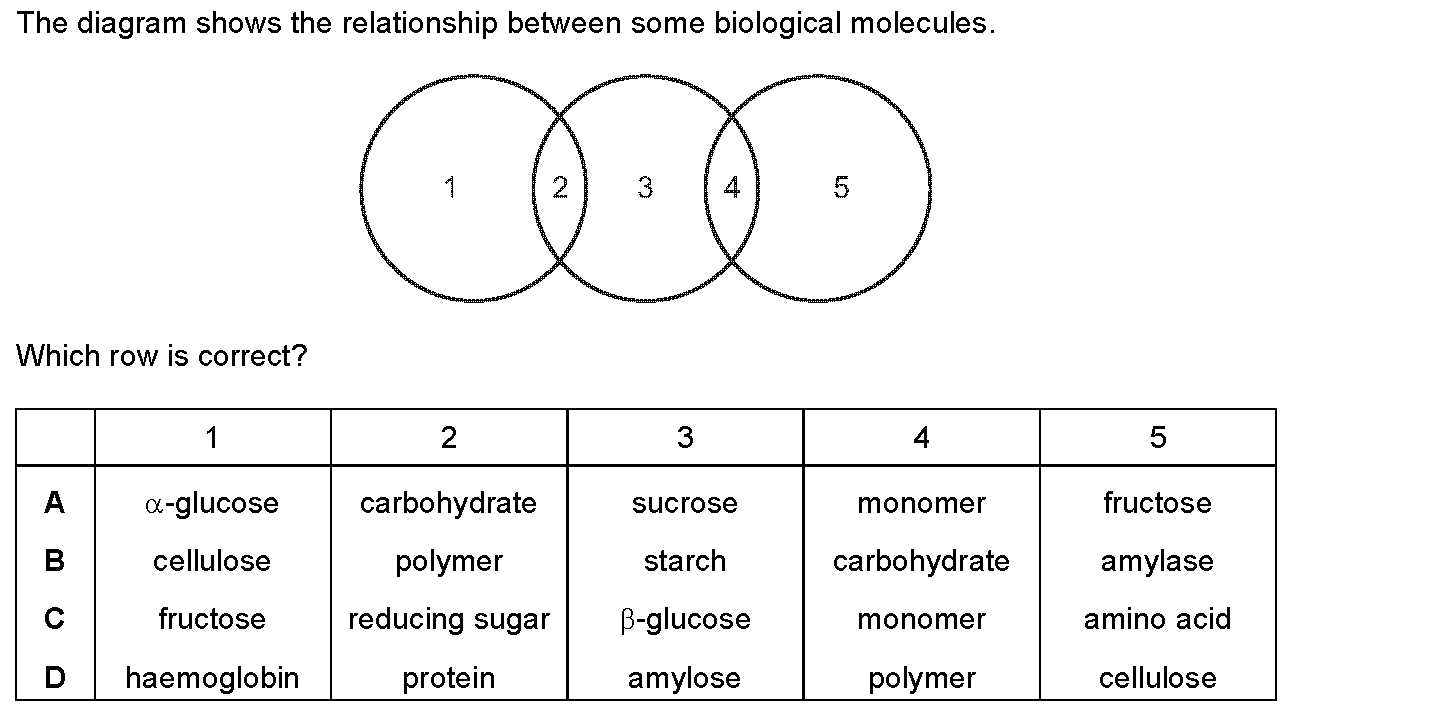 The diagram shows the relationship between some biological molecules.
1 2 3 4 5
Which row is correct?
1 2 3 4 5
A α-glucose carbohydrate sucrose monomer fructose
B cellulose polymer starch carbohydrate amylase
C fructose reducing sugar β-glucose monomer amino acid
D haemoglobin protein amylose polymer cellulose